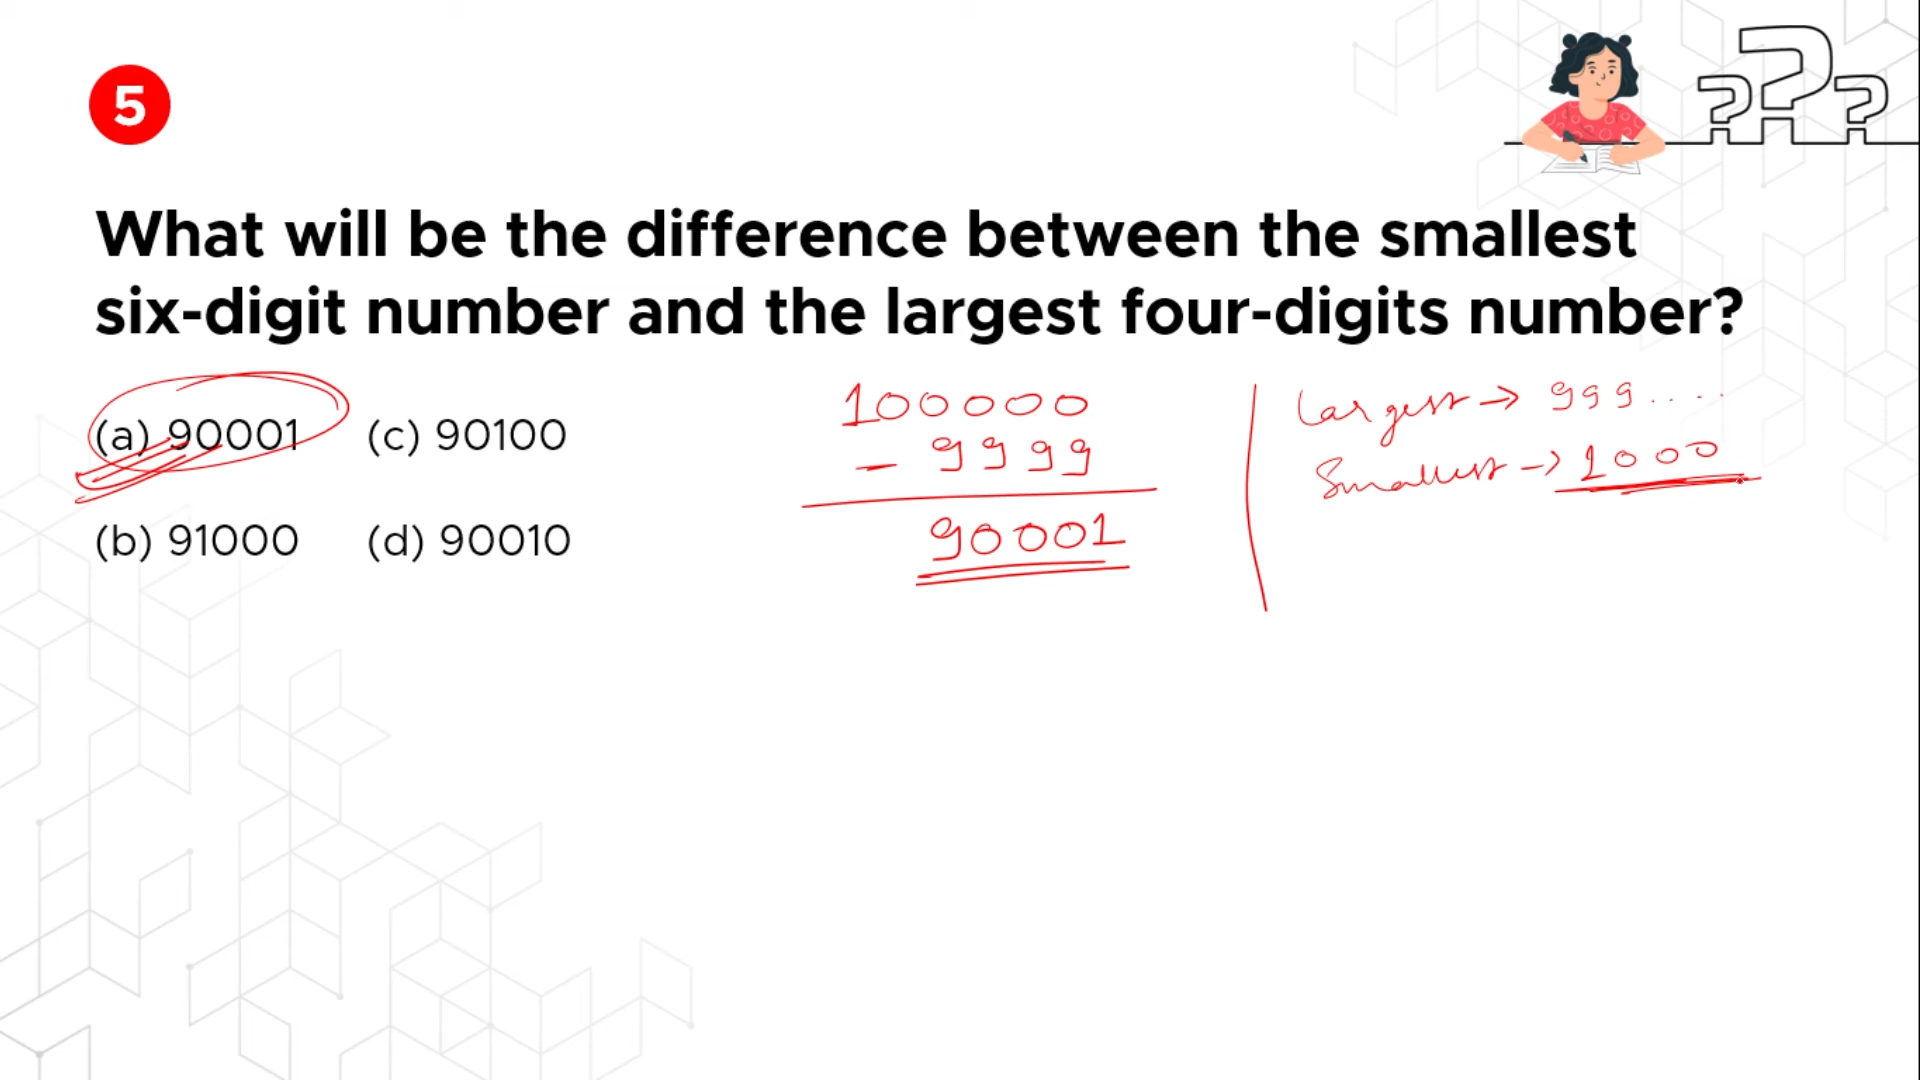 5
???
What will be the difference between the smallest
six-digit number and the largest four-digits number?
(a) 90001 (c) 90100
(b) 91000 (d) 90010
100000
- 9999
90001
Largest → 999....
Smallest → 1000